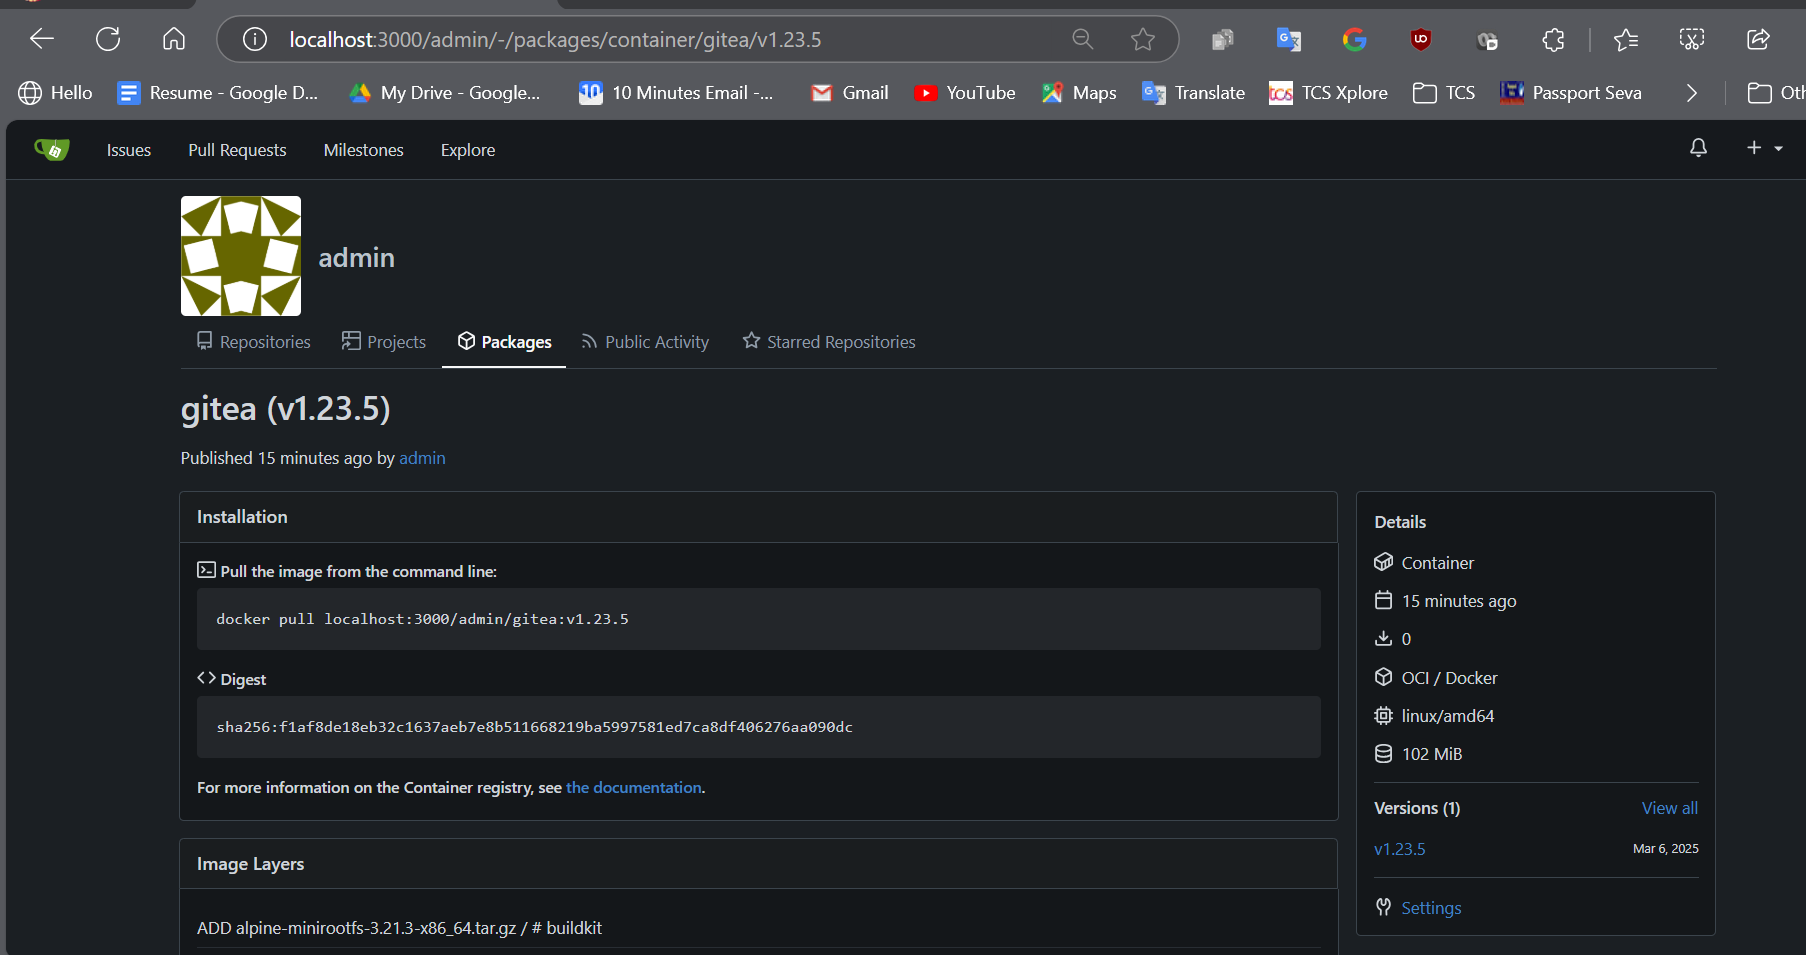 localhost:3000/admin/-/packages/container/gitea/v1.23.5
Hello Resume - Google D... My Drive - Google... 10 Minutes Email -... Gmail YouTube Maps Translate TCS Xplore TCS Passport Seva Oth
Issues Pull Requests Milestones Explore
admin
Repositories Projects Packages Public Activity Starred Repositories
gitea (v1.23.5)
Published 15 minutes ago by admin
Installation
Pull the image from the command line:
docker pull localhost:3000/admin/gitea:v1.23.5
Digest
sha256:f1af8de18eb32c1637aeb7e8b511668219ba5997581ed7ca8df406276aa090dc
For more information on the Container registry, see the documentation.
Image Layers
ADD alpine-minirootfs-3.21.3-x86_64.tar.gz / # buildkit
Details
Container
15 minutes ago
0
OCI / Docker
linux/amd64
102 MiB
Versions (1) View all
v1.23.5 Mar 6, 2025
Settings